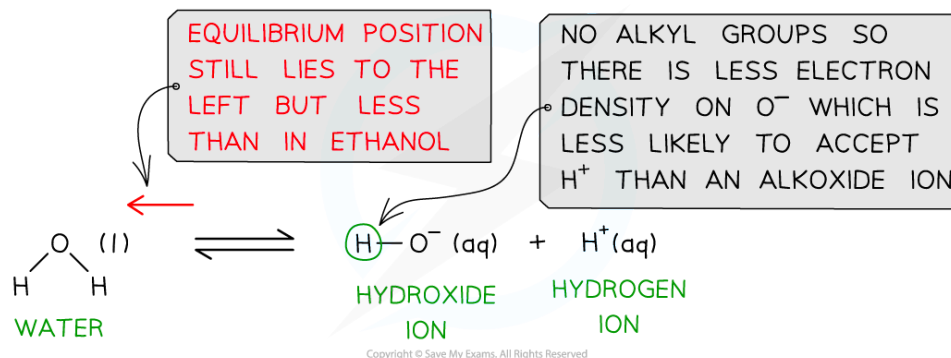 EQUILIBRIUM POSITION
STILL LIES TO THE
LEFT BUT LESS
THAN IN ETHANOL
NO ALKYL GROUPS SO
THERE IS LESS ELECTRON
DENSITY ON O⁻ WHICH IS
LESS LIKELY TO ACCEPT
H⁺ THAN AN ALKOXIDE ION
O (l)
H H
WATER
H—O⁻ (aq) + H⁺(aq)
HYDROXIDE
ION
HYDROGEN
ION
Copyright © Save My Exams. All Rights Reserved